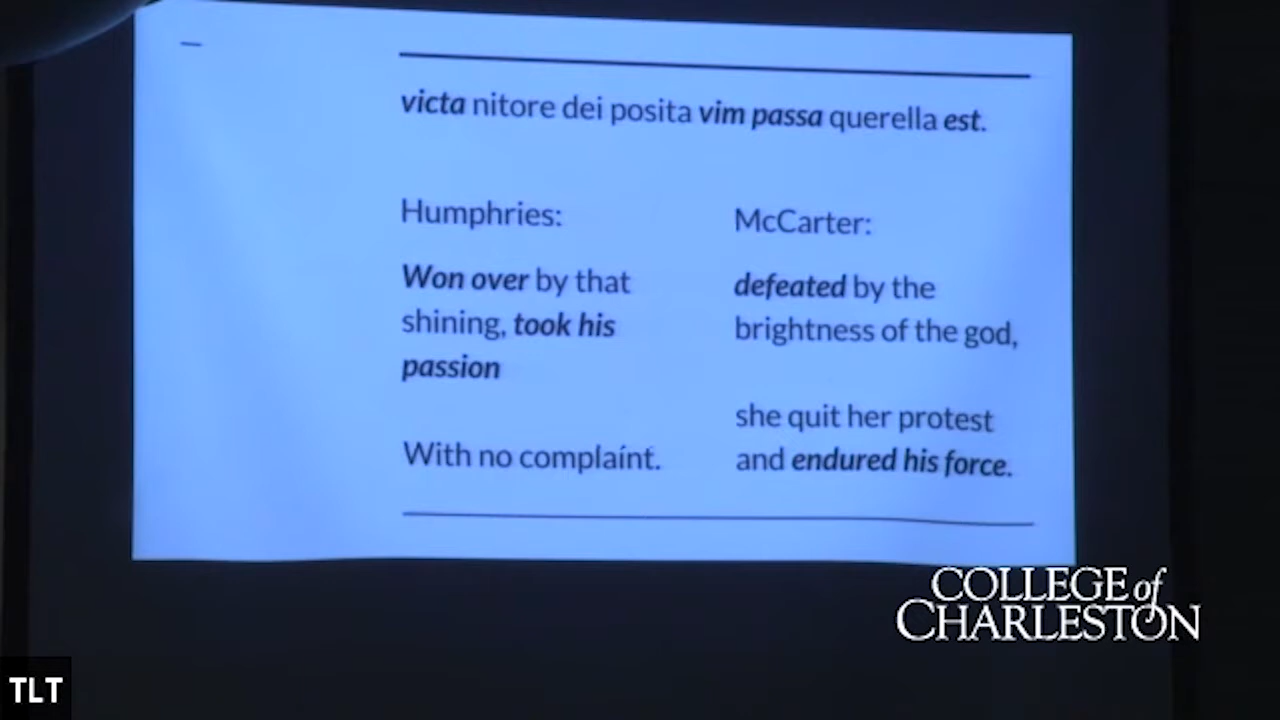 victa nitore dei posita vim passa querella est.
Humphries:
Won over by that
shining, took his
passion
With no complaint.
McCarter:
defeated by the
brightness of the god,
she quit her protest
and endured his force.
COLLEGE of
CHARLESTON
TLT